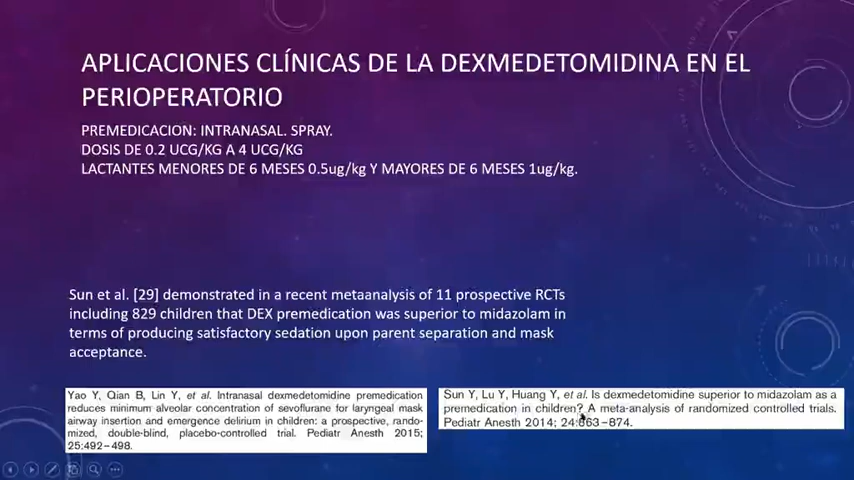 APLICACIONES CLÍNICAS DE LA DEXMEDETOMIDINA EN EL
PERIOPERATORIO
PREMEDICACION: INTRANASAL. SPRAY.
DOSIS DE 0.2 UCG/KG A 4 UCG/KG
LACTANTES MENORES DE 6 MESES 0.5ug/kg Y MAYORES DE 6 MESES 1ug/kg.
Sun et al. [29] demonstrated in a recent metaanalysis of 11 prospective RCTs
including 829 children that DEX premedication was superior to midazolam in
terms of producing satisfactory sedation upon parent separation and mask
acceptance.
Yao Y, Qian B, Lin Y, et al. Intranasal dexmedetomidine premedication
reduces minimum alveolar concentration of sevoflurane for laryngeal mask
airway insertion and emergence delirium in children: a prospective, rando-
mized, double-blind, placebo-controlled trial. Pediatr Anesth 2015;
25:492–498.
Sun Y, Lu Y, Huang Y, et al. Is dexmedetomidine superior to midazolam as a
premedication in children? A meta-analysis of randomized controlled trials.
Pediatr Anesth 2014; 24:863–874.